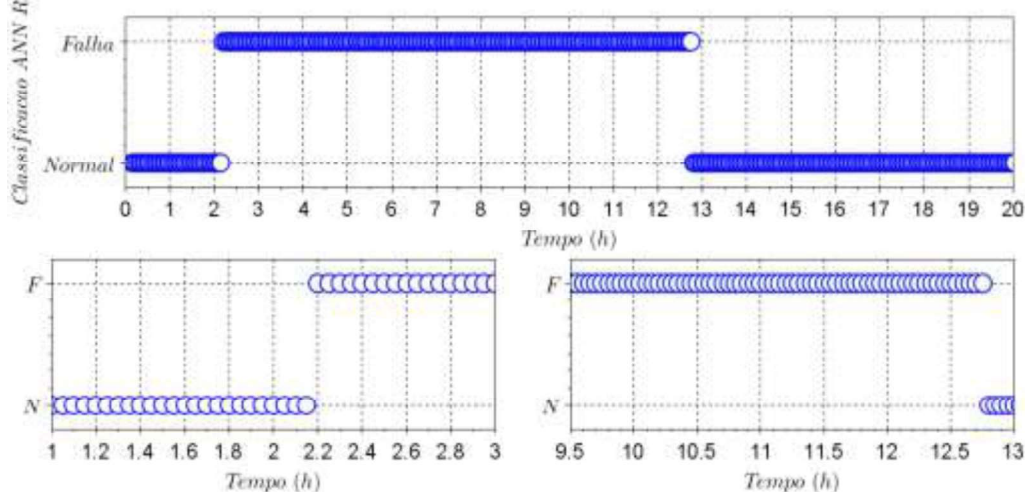 Classificacao ANN R
Falha
Normal
0 1 2 3 4 5 6 7 8 9 10 11 12 13 14 15 16 17 18 19 20
Tempo (h)
F
N
1 1.2 1.4 1.6 1.8 2 2.2 2.4 2.6 2.8 3
Tempo (h)
F
N
9.5 10 10.5 11 11.5 12 12.5 13
Tempo (h)